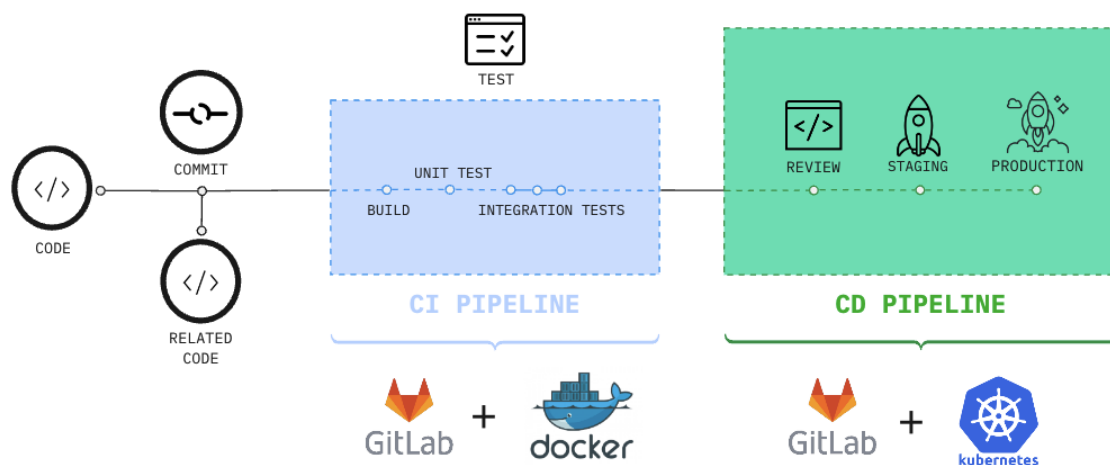 TEST
COMMIT
CODE
RELATED
CODE
UNIT TEST
BUILD
INTEGRATION TESTS
CI PIPELINE
GitLab
+
docker
REVIEW
STAGING
PRODUCTION
CD PIPELINE
GitLab
+
kubernetes